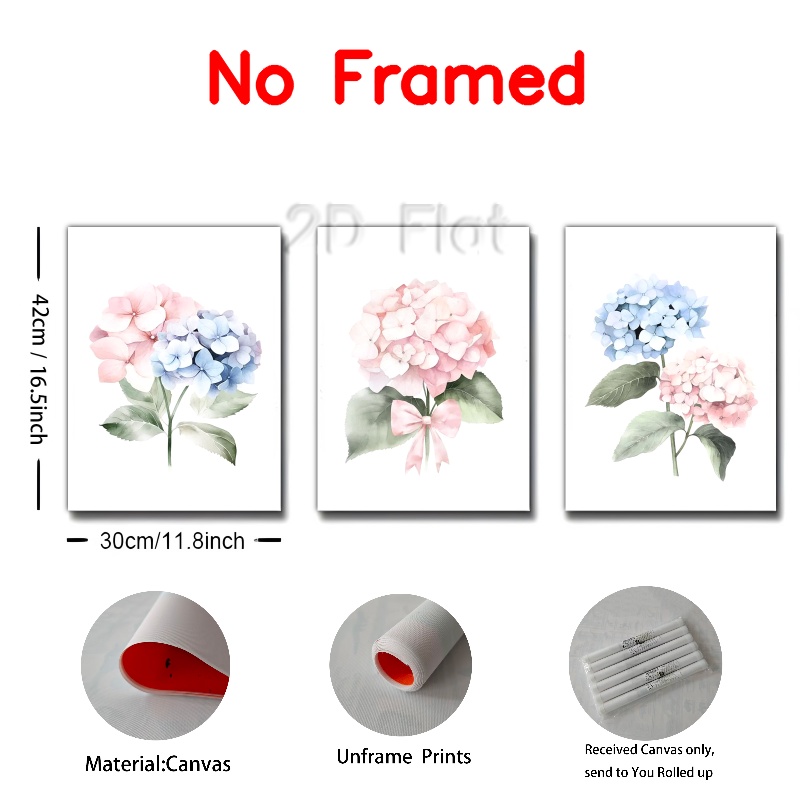 No Framed
2D Flat
42cm / 16.5inch
30cm/11.8inch
Material:Canvas
Unframe Prints
Received Canvas only,
send to You Rolled up